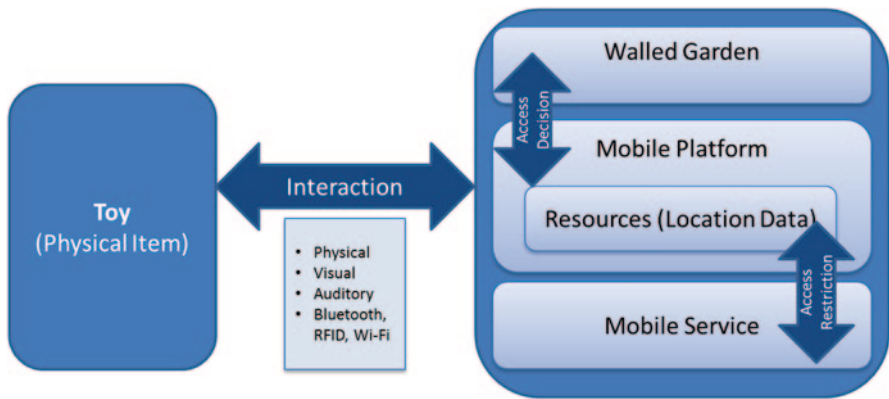 Toy
(Physical Item)
Interaction
• Physical
• Visual
• Auditory
• Bluetooth,
RFID, Wi-Fi
Walled Garden
Access
Decision
Mobile Platform
Resources (Location Data)
Access
Restriction
Mobile Service